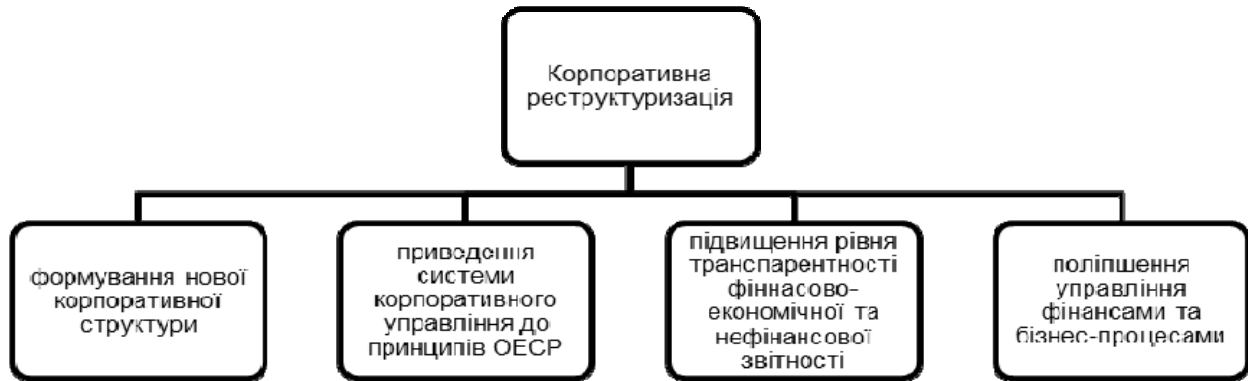 Корпоративна
реструктуризація
формування нової
корпоративної
структури
приведення
системи
корпоративного
управління до
принципів ОЕСР
підвищення рівня
транспарентності
фіннасово-
економічної та
нефінансової
звітності
поліпшення
управління
фінансами та
бізнес-процесами